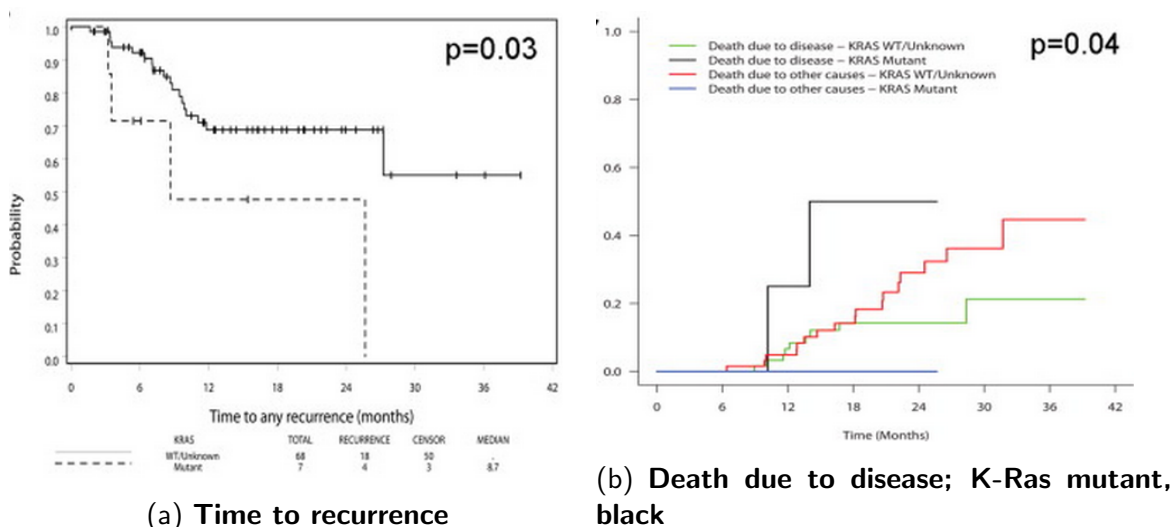 p=0.03
1.0
0.9
0.8
0.7
0.6
0.5
0.4
0.3
0.2
0.1
0.0
Probability
0 6 12 18 24 30 36 42
Time to any recurrence (months)
KRAS TOTAL RECURRENCE CENSOR MEDIAN
WT/Unknown 68 18 50 .
Mutant 7 4 3 8.7
(a) Time to recurrence
p=0.04
Death due to disease – KRAS WT/Unknown
Death due to disease – KRAS Mutant
Death due to other causes – KRAS WT/Unknown
Death due to other causes – KRAS Mutant
1.0
0.8
0.6
0.4
0.2
0.0
0 6 12 18 24 30 36 42
Time (Months)
(b) Death due to disease; K-Ras mutant,
black